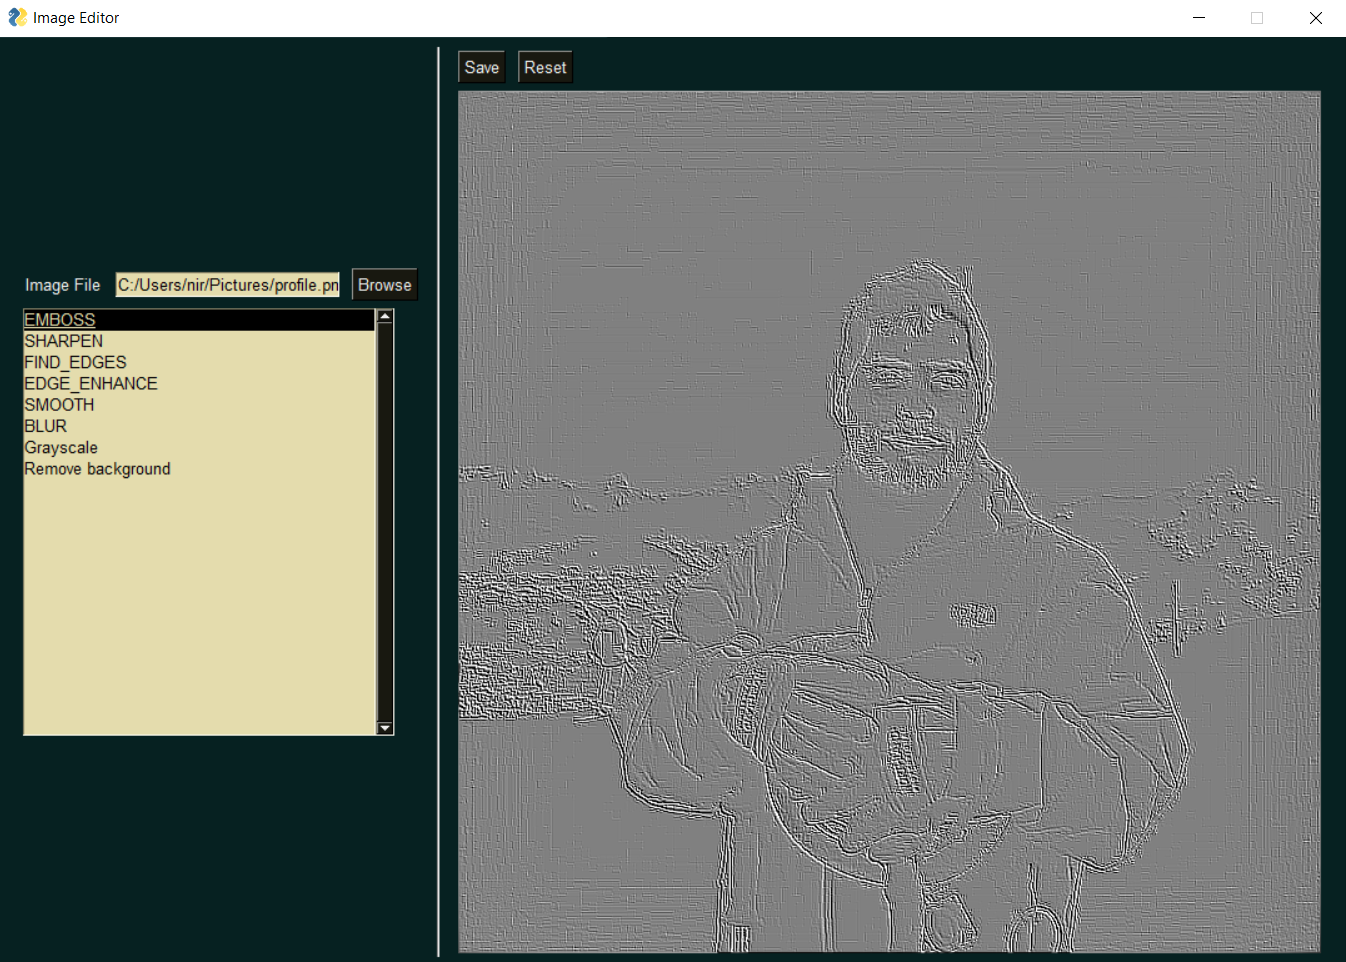 Image Editor
Save Reset
Image File C:/Users/nir/Pictures/profile.pn Browse
EMBOSS
SHARPEN
FIND_EDGES
EDGE_ENHANCE
SMOOTH
BLUR
Grayscale
Remove background